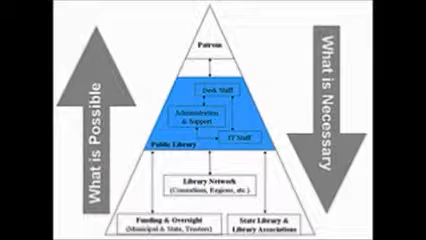 Patron
What is Possible
What is Necessary
Desk Staff
Administration
& Support
IT Staff
Public Library
Library Network
(Consortium, Regions, etc.)
Funding & Oversight
(Municipal & State, Trustees)
State Library &
Library Associations